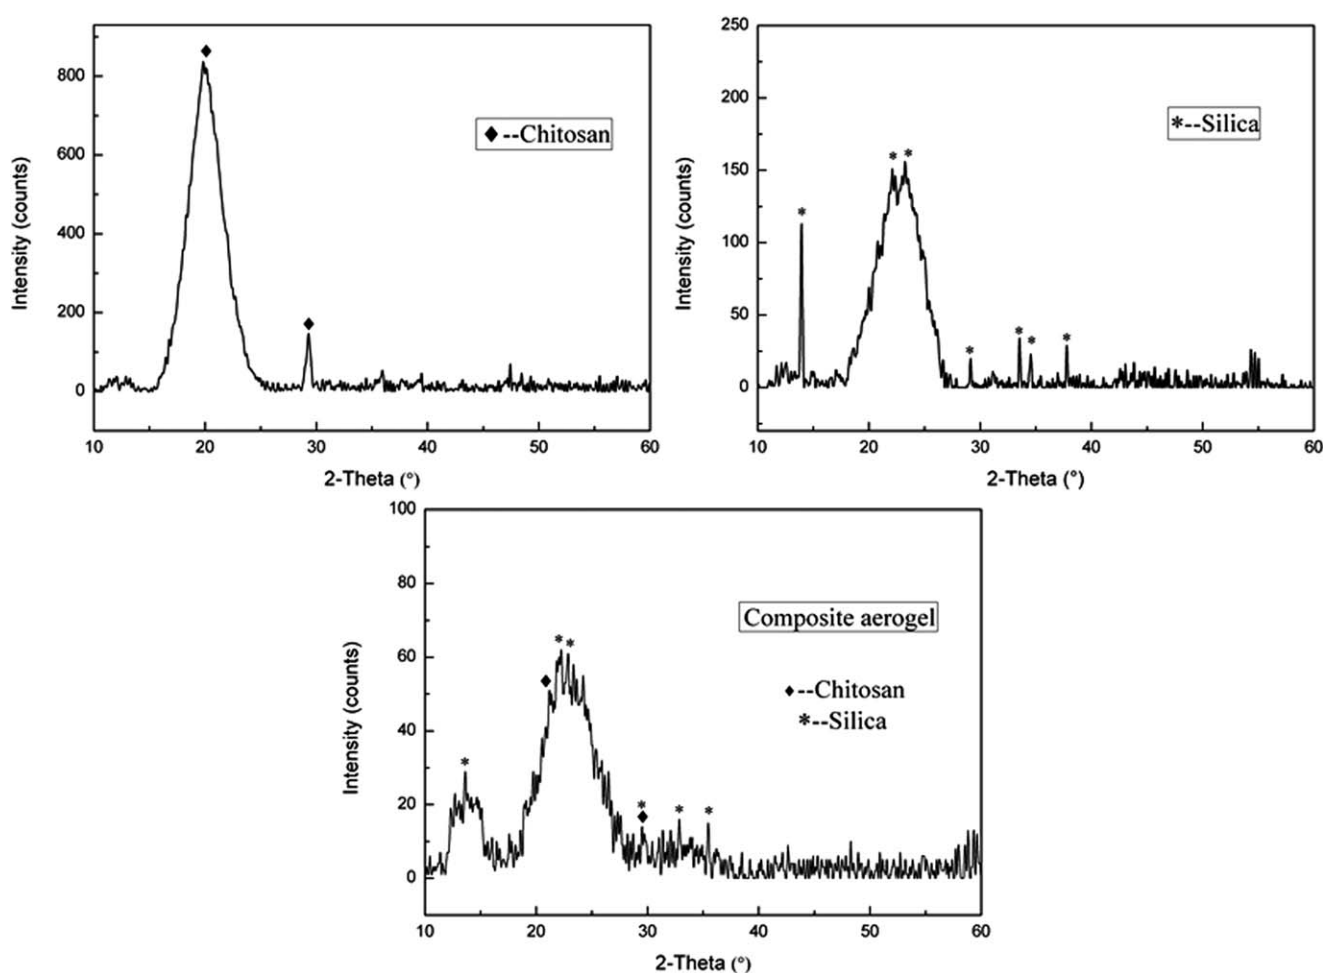 800
600
400
200
0
Intensity (counts)
◆--Chitosan
10 20 30 40 50 60
2-Theta (°)
250
200
150
100
50
0
Intensity (counts)
*--Silica
10 20 30 40 50 60
2-Theta (°)
100
80
60
40
20
0
Intensity (counts)
Composite aerogel
◆--Chitosan
*--Silica
10 20 30 40 50 60
2-Theta (°)